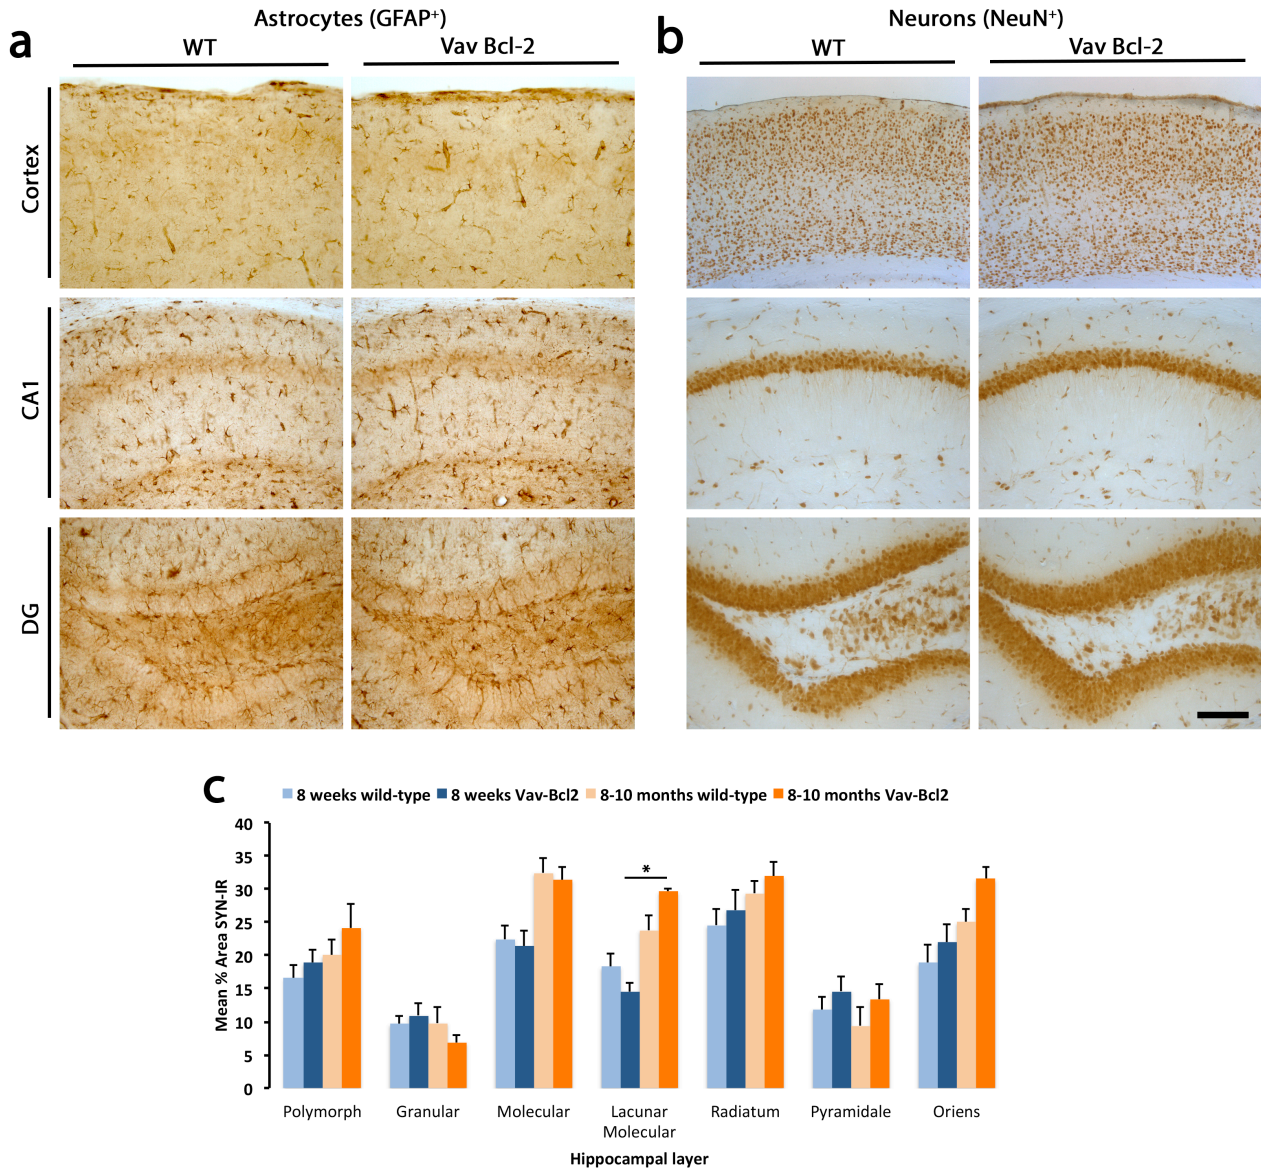 Astrocytes (GFAP+)
a
WT
Vav Bcl-2
Cortex
CA1
DG
Neurons (NeuN+)
b
WT
Vav Bcl-2
c
8 weeks wild-type
8 weeks Vav-Bcl2
8-10 months wild-type
8-10 months Vav-Bcl2
Mean % Area SYN-IR
40
35
30
25
20
15
10
5
0
*
Polymorph
Granular
Molecular
Lacunar
Molecular
Radiatum
Pyramidale
Oriens
Hippocampal layer